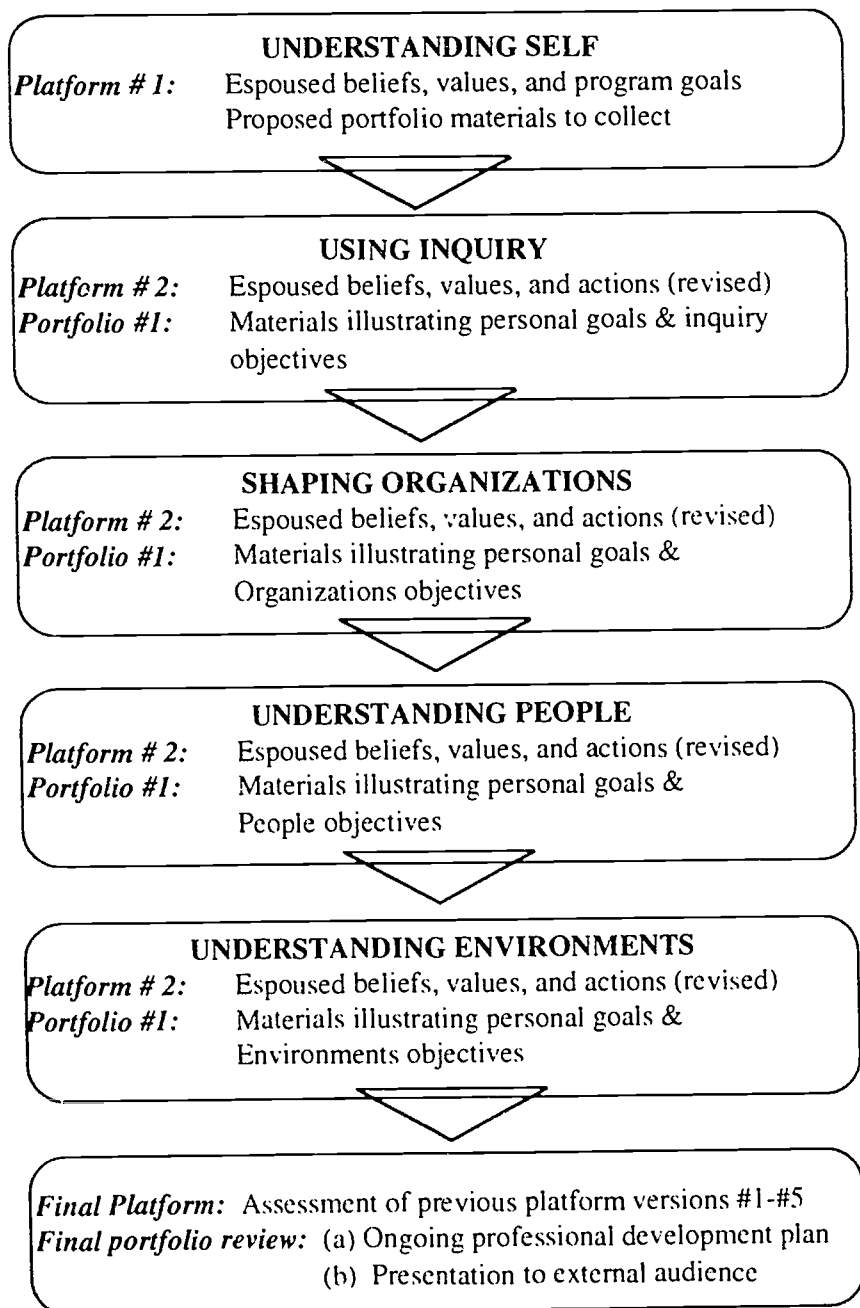 UNDERSTANDING SELF
Platform # 1: Espoused beliefs, values, and program goals
Proposed portfolio materials to collect
USING INQUIRY
Platform # 2: Espoused beliefs, values, and actions (revised)
Portfolio #1: Materials illustrating personal goals & inquiry
objectives
SHAPING ORGANIZATIONS
Platform # 2: Espoused beliefs, values, and actions (revised)
Portfolio #1: Materials illustrating personal goals &
Organizations objectives
UNDERSTANDING PEOPLE
Platform # 2: Espoused beliefs, values, and actions (revised)
Portfolio #1: Materials illustrating personal goals &
People objectives
UNDERSTANDING ENVIRONMENTS
Platform # 2: Espoused beliefs, values, and actions (revised)
Portfolio #1: Materials illustrating personal goals &
Environments objectives
Final Platform: Assessment of previous platform versions #1-#5
Final portfolio review: (a) Ongoing professional development plan
(b) Presentation to external audience